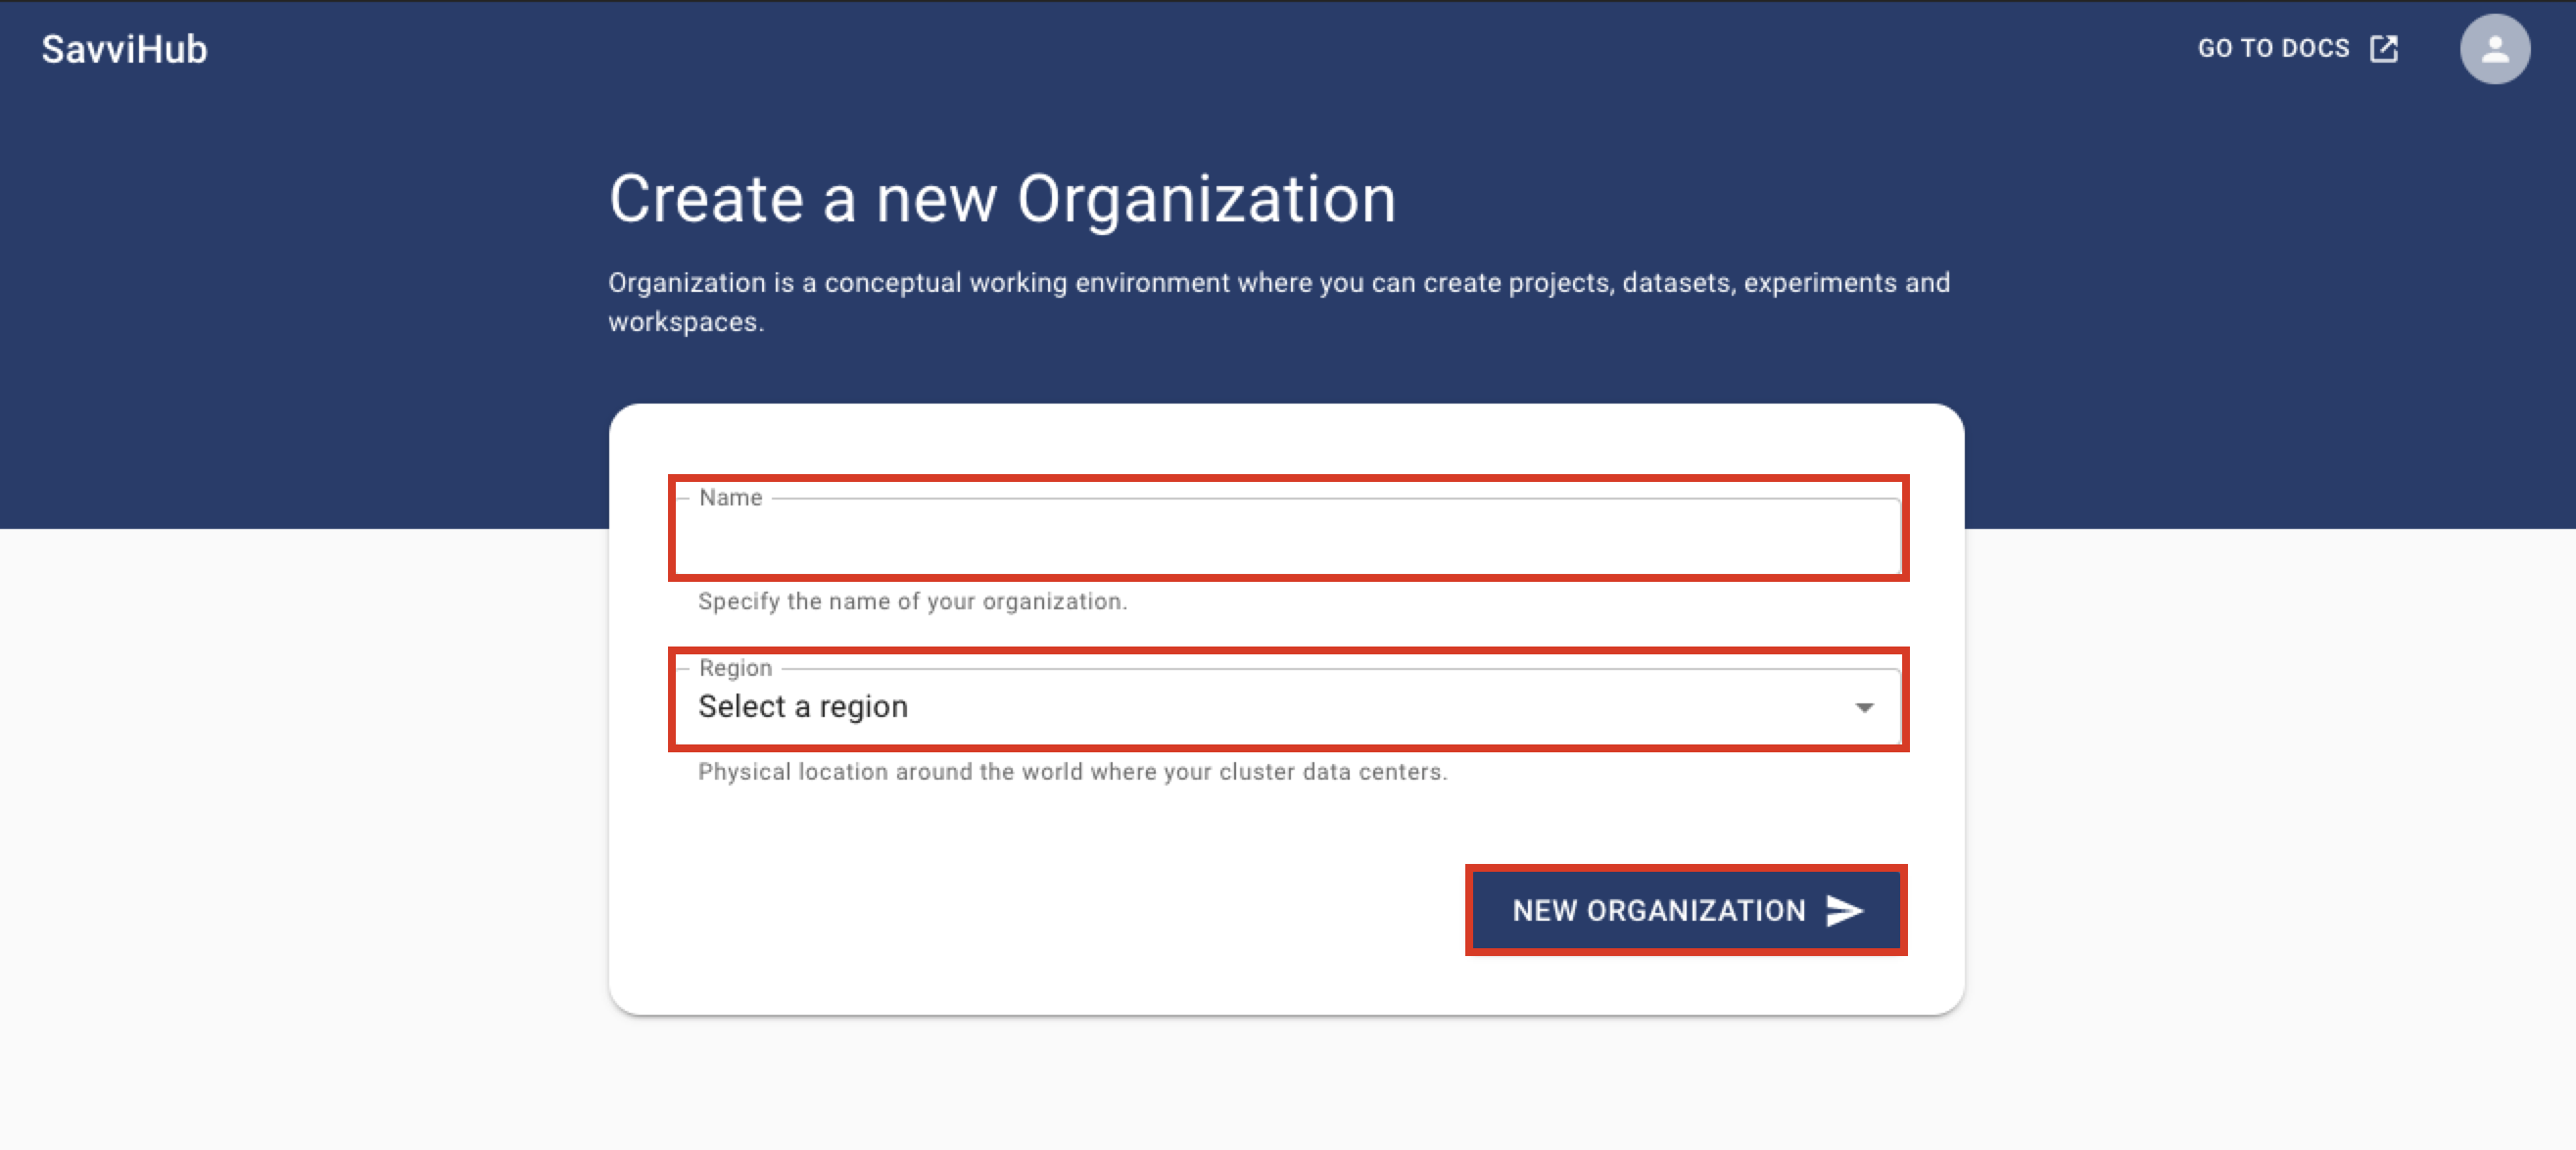 SavviHub
GO TO DOCS
Create a new Organization
Organization is a conceptual working environment where you can create projects, datasets, experiments and
workspaces.
Name
Specify the name of your organization.
Region
Select a region
Physical location around the world where your cluster data centers.
NEW ORGANIZATION